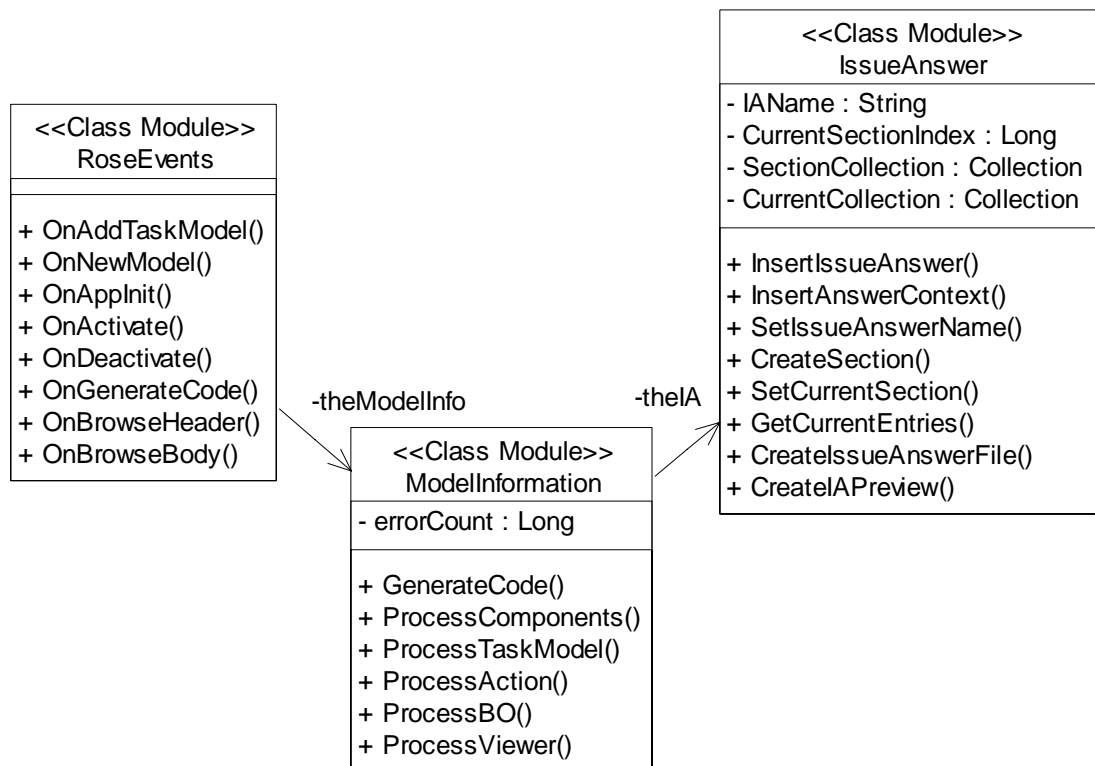 <<Class Module>>
RoseEvents
+ OnAddTaskModel()
+ OnNewModel()
+ OnAppInit()
+ OnActivate()
+ OnDeactivate()
+ OnGenerateCode()
+ OnBrowseHeader()
+ OnBrowseBody()
-theModelInfo
<<Class Module>>
ModelInformation
- errorCount : Long
+ GenerateCode()
+ ProcessComponents()
+ ProcessTaskModel()
+ ProcessAction()
+ ProcessBO()
+ ProcessViewer()
-theIA
<<Class Module>>
IssueAnswer
- IAName : String
- CurrentSectionIndex : Long
- SectionCollection : Collection
- CurrentCollection : Collection
+ InsertIssueAnswer()
+ InsertAnswerContext()
+ SetIssueAnswerName()
+ CreateSection()
+ SetCurrentSection()
+ GetCurrentEntries()
+ CreateIssueAnswerFile()
+ CreateIAPreview()